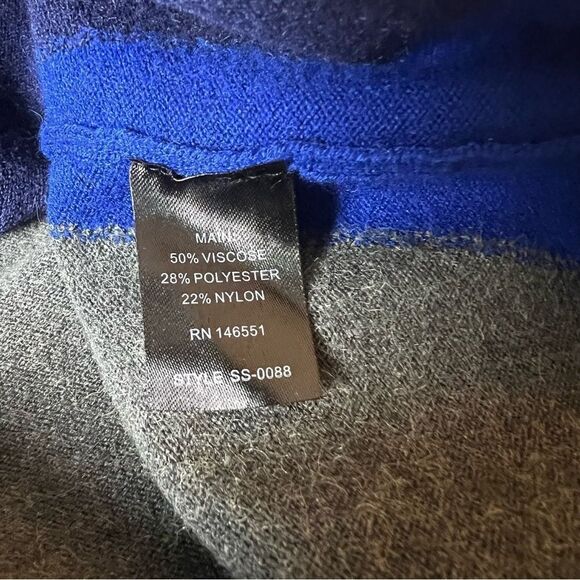 MAIN:
50% VISCOSE
28% POLYESTER
22% NYLON
RN 146551
STYLE SS-0088